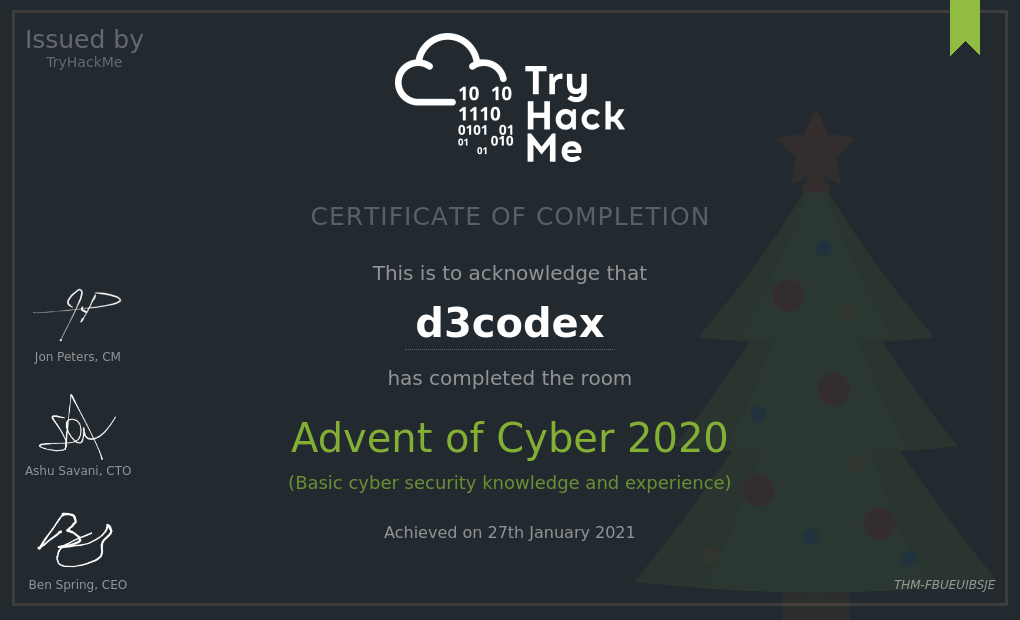 Issued by
TryHackMe
10 10
1110
0101 01
01 010
01
Try
Hack
Me
CERTIFICATE OF COMPLETION
This is to acknowledge that
d3codex
has completed the room
Advent of Cyber 2020
(Basic cyber security knowledge and experience)
Achieved on 27th January 2021
Jon Peters, CM
Ashu Savani, CTO
Ben Spring, CEO
THM-FBUEUIBSJE